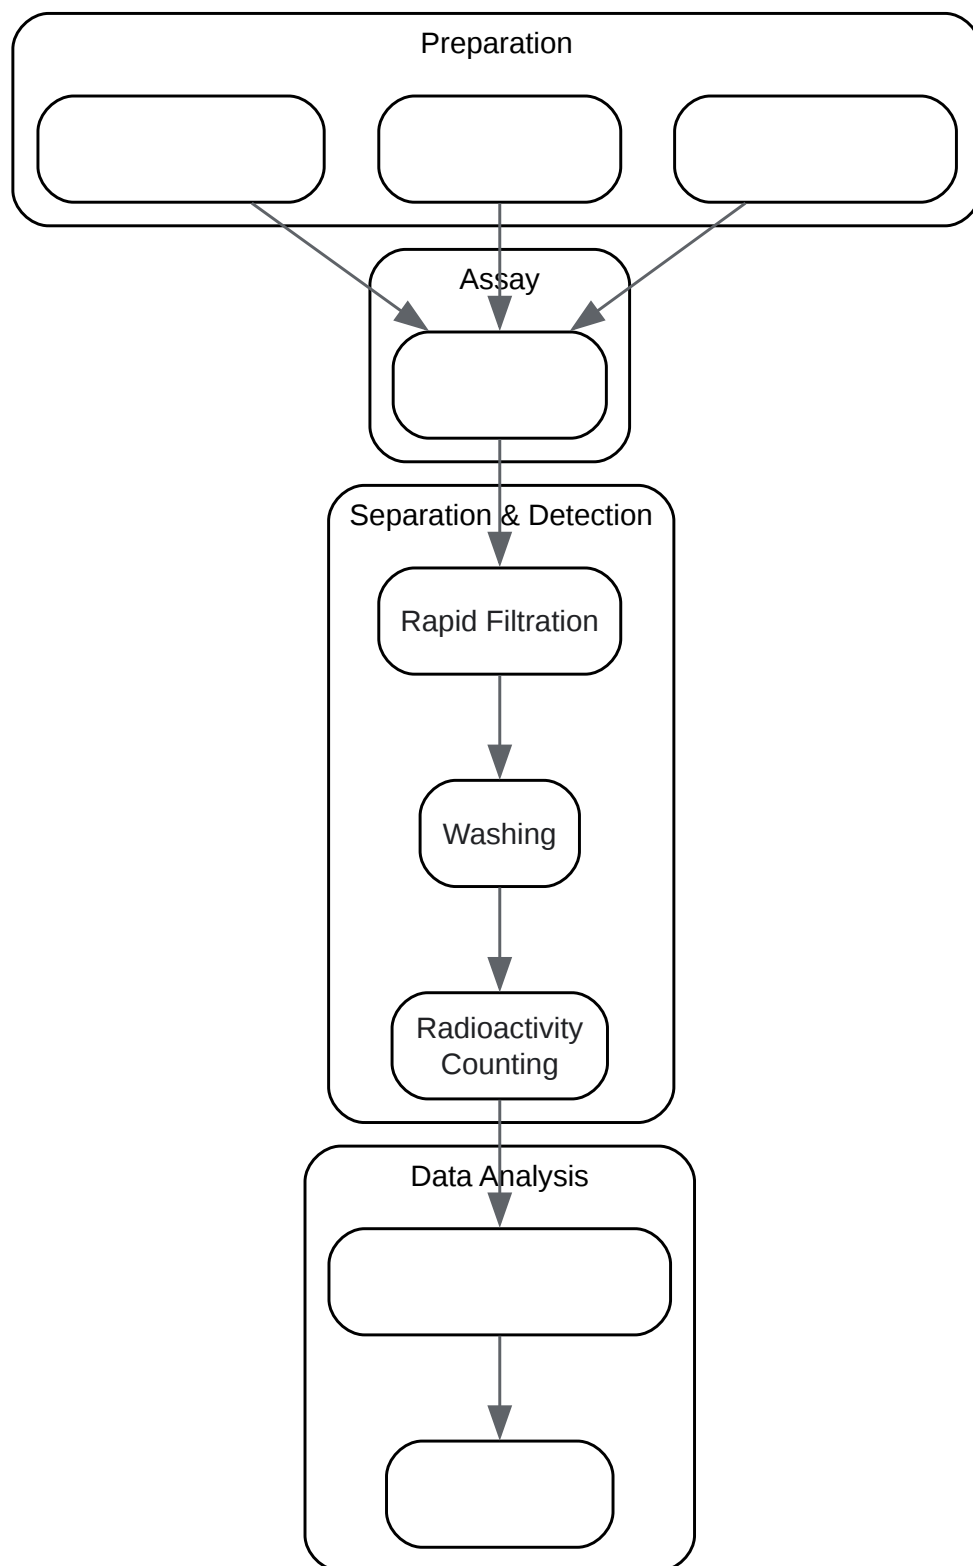 Preparation
Assay
Separation & Detection
Rapid Filtration
Washing
Radioactivity
Counting
Data Analysis